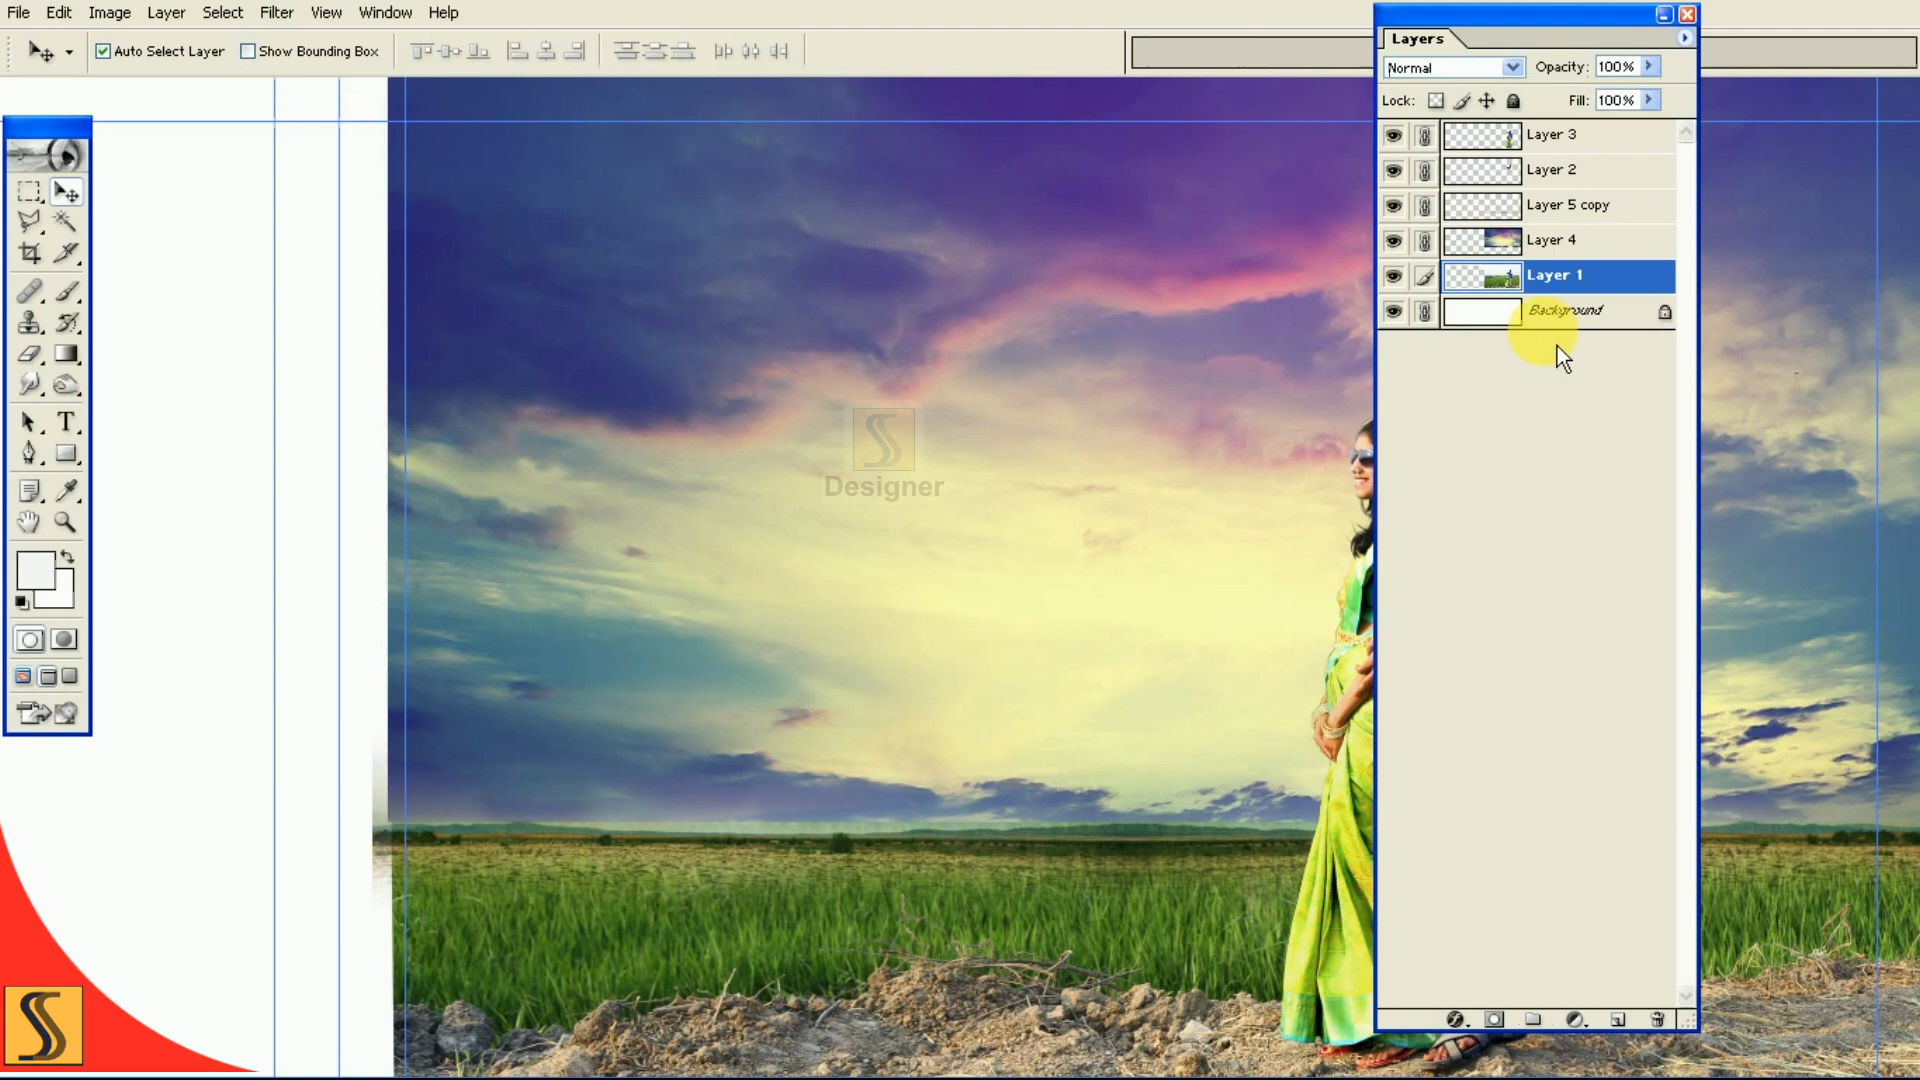 File Edit Image Layer Select Filter View Window Help
Auto Select Layer Show Bounding Box
Layers
Normal Opacity: 100%
Lock: Fill: 100%
Layer 3
Layer 2
Layer 5 copy
Layer 4
Layer 1
Background
T
S
Designer
S